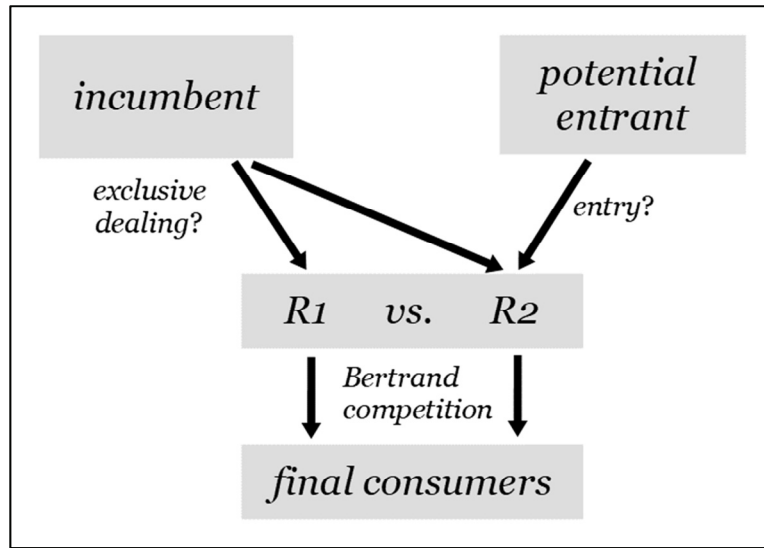 incumbent
potential
entrant
exclusive
dealing?
entry?
R1 vs. R2
Bertrand
competition
final consumers